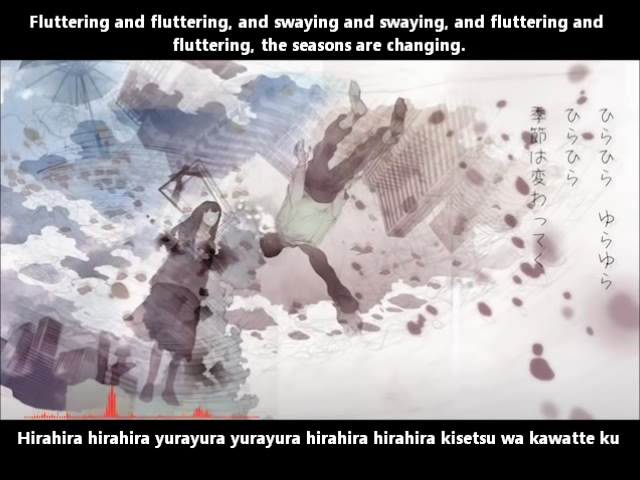 Fluttering and fluttering, and swaying and swaying, and fluttering and
fluttering, the seasons are changing.
ひらひら ゆらゆら
ひらひら
季節は変わってく
Hirahira hirahira yurayura yurayura hirahira hirahira kisetsu wa kawatte ku